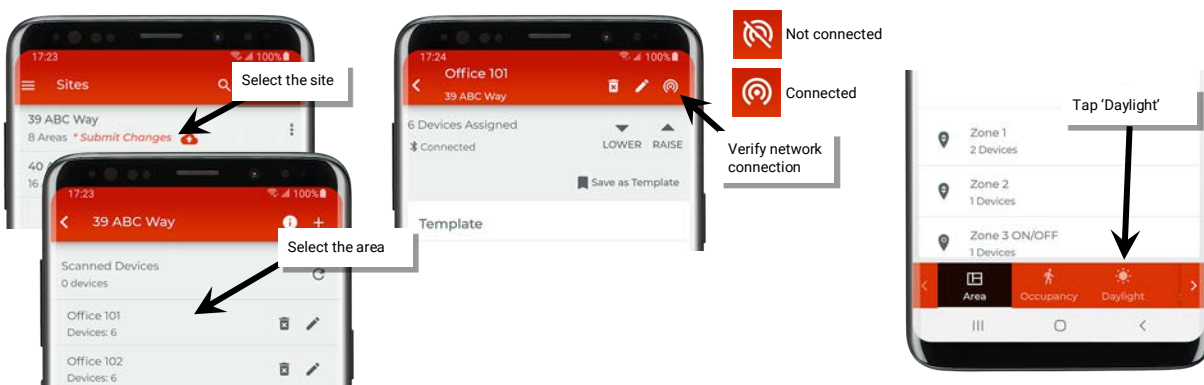 17:23
100%
Sites
Select the site
39 ABC Way
8 Areas * Submit Changes
40
16
17:23
100%
39 ABC Way
Select the area
Scanned Devices
0 devices
Office 101
Devices: 6
Office 102
Devices: 6
17:24
100%
Office 101
39 ABC Way
6 Devices Assigned
Connected
LOWER RAISE
Save as Template
Template
Not connected
Connected
Verify network
connection
Tap ‘Daylight’
Zone 1
2 Devices
Zone 2
1 Devices
Zone 3 ON/OFF
1 Devices
Area
Occupancy
Daylight